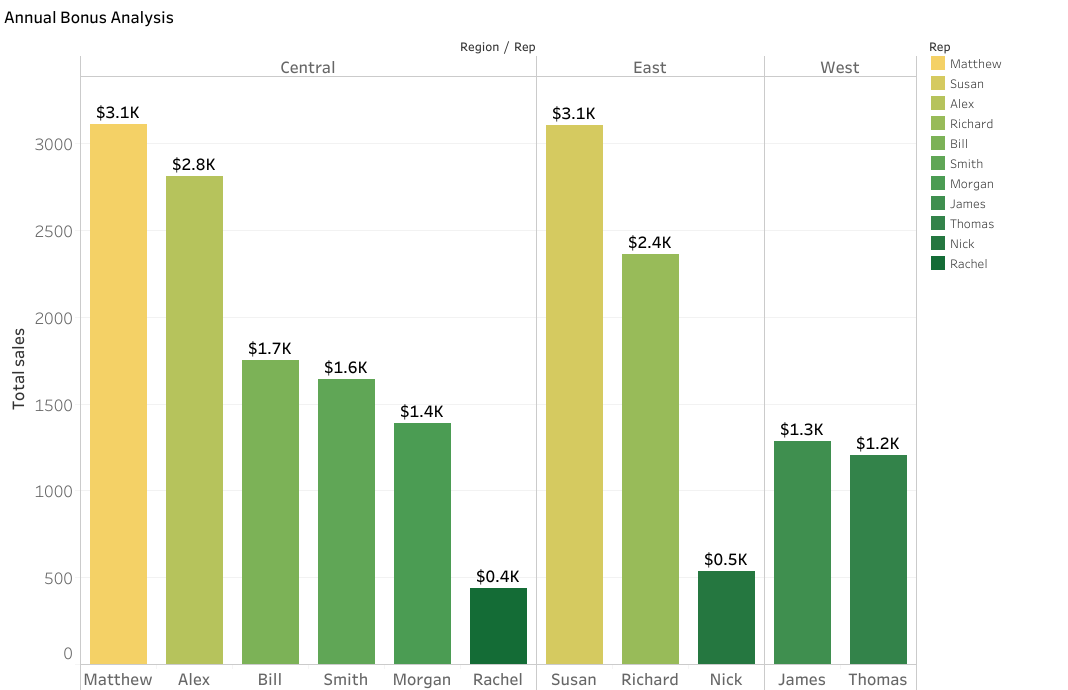 Annual Bonus Analysis
Region / Rep
Central East West
$3.1K $2.8K $1.7K $1.6K $1.4K $0.4K $3.1K $2.4K $0.5K $1.3K $1.2K
Total sales
3000
2500
2000
1500
1000
500
0
Matthew Alex Bill Smith Morgan Rachel Susan Richard Nick James Thomas
Rep
Matthew
Susan
Alex
Richard
Bill
Smith
Morgan
James
Thomas
Nick
Rachel